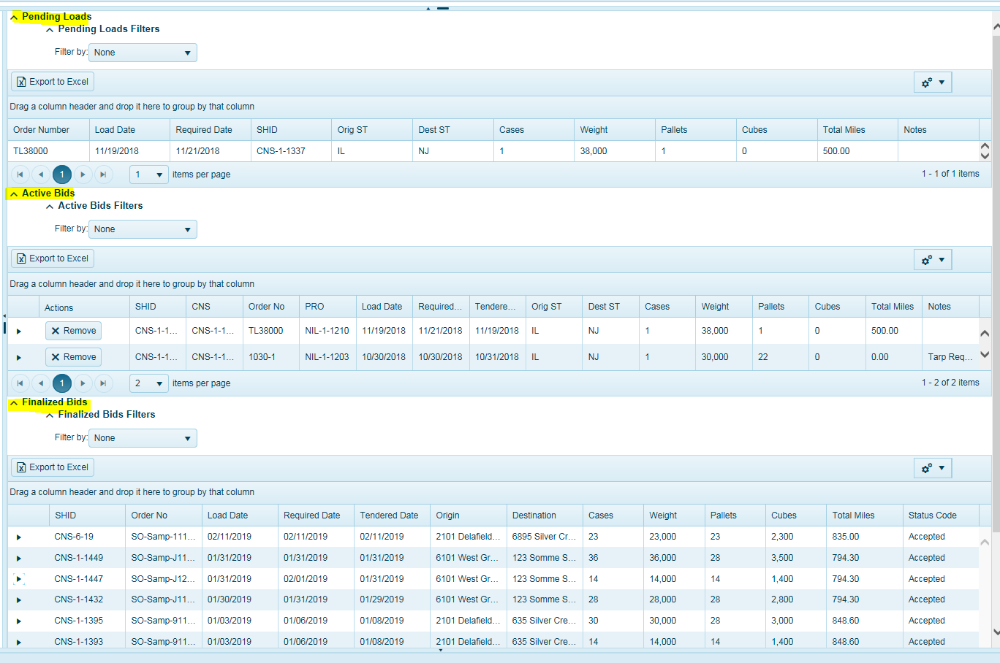 Pending Loads
Pending Loads Filters
Filter by: None
Export to Excel
Drag a column header and drop it here to group by that column
Order Number Load Date Required Date SHID Orig ST Dest ST Cases Weight Pallets Cubes Total Miles Notes
TL38000 11/19/2018 11/21/2018 CNS-1-1337 IL NJ 1 38,000 1 0 500.00
1 1 items per page 1 - 1 of 1 items
Active Bids
Active Bids Filters
Filter by: None
Export to Excel
Drag a column header and drop it here to group by that column
Actions SHID CNS Order No PRO Load Date Required... Tendere... Orig ST Dest ST Cases Weight Pallets Cubes Total Miles Notes
Remove CNS-1-1... CNS-1-1... TL38000 NIL-1-1210 11/19/2018 11/21/2018 11/19/2018 IL NJ 1 38,000 1 0 500.00
Remove CNS-1-1... CNS-1-1... 1030-1 NIL-1-1203 10/30/2018 10/30/2018 10/31/2018 IL NJ 1 30,000 22 0 0.00 Tarp Req...
1 2 items per page 1 - 2 of 2 items
Finalized Bids
Finalized Bids Filters
Filter by: None
Export to Excel
Drag a column header and drop it here to group by that column
SHID Order No Load Date Required Date Tendered Date Origin Destination Cases Weight Pallets Cubes Total Miles Status Code
CNS-6-19 SO-Samp-111... 02/11/2019 02/11/2019 02/11/2019 2101 Delafield... 6895 Silver Cr... 23 23,000 23 2,300 835.00 Accepted
CNS-1-1449 SO-Samp-J11... 01/31/2019 01/31/2019 01/31/2019 6101 West Gr... 123 Somme S... 36 36,000 28 3,500 794.30 Accepted
CNS-1-1447 SO-Samp-J12... 01/31/2019 02/01/2019 01/31/2019 6101 West Gr... 123 Somme S... 14 14,000 14 1,400 794.30 Accepted
CNS-1-1432 SO-Samp-J11... 01/30/2019 01/31/2019 01/29/2019 6101 West Gr... 123 Somme S... 28 28,000 28 2,800 794.30 Accepted
CNS-1-1395 SO-Samp-911... 01/03/2019 01/06/2019 01/08/2019 2101 Delafield... 635 Silver Cre... 30 30,000 28 3,000 848.60 Accepted
CNS-1-1393 SO-Samp-911... 01/03/2019 01/06/2019 01/08/2019 2101 Delafield... 635 Silver Cre... 14 14,000 14 1,400 848.60 Accepted